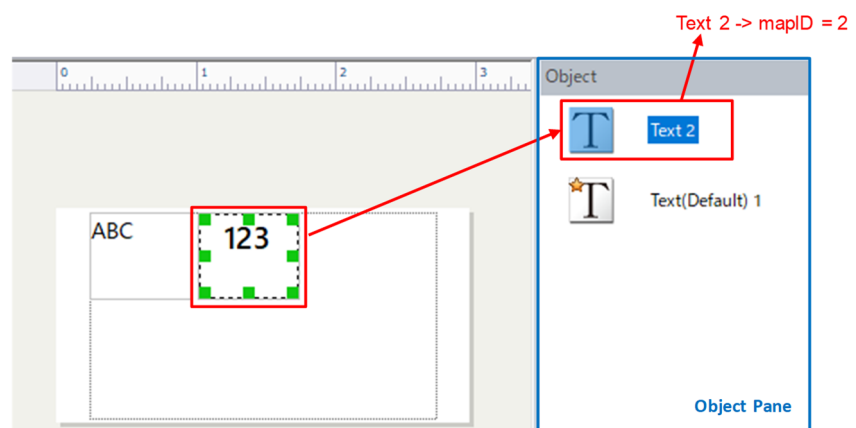 Text 2 -> mapID = 2
0 1 2 3
Object
Text 2
Text(Default) 1
ABC
123
Object Pane